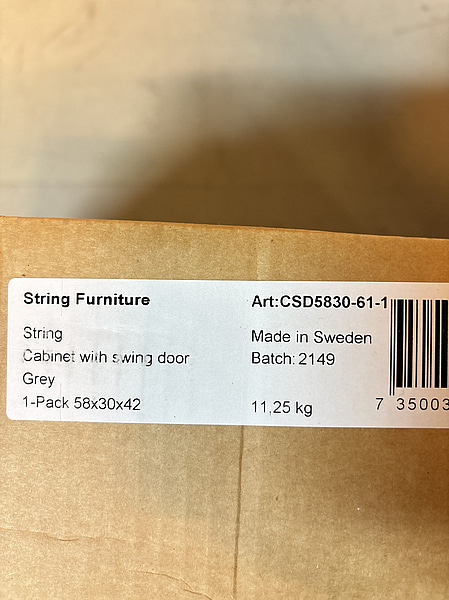 String Furniture
Art:CSD5830-61-1
String
Cabinet with swing door
Grey
1-Pack 58x30x42
Made in Sweden
Batch: 2149
11,25 kg
7 35003